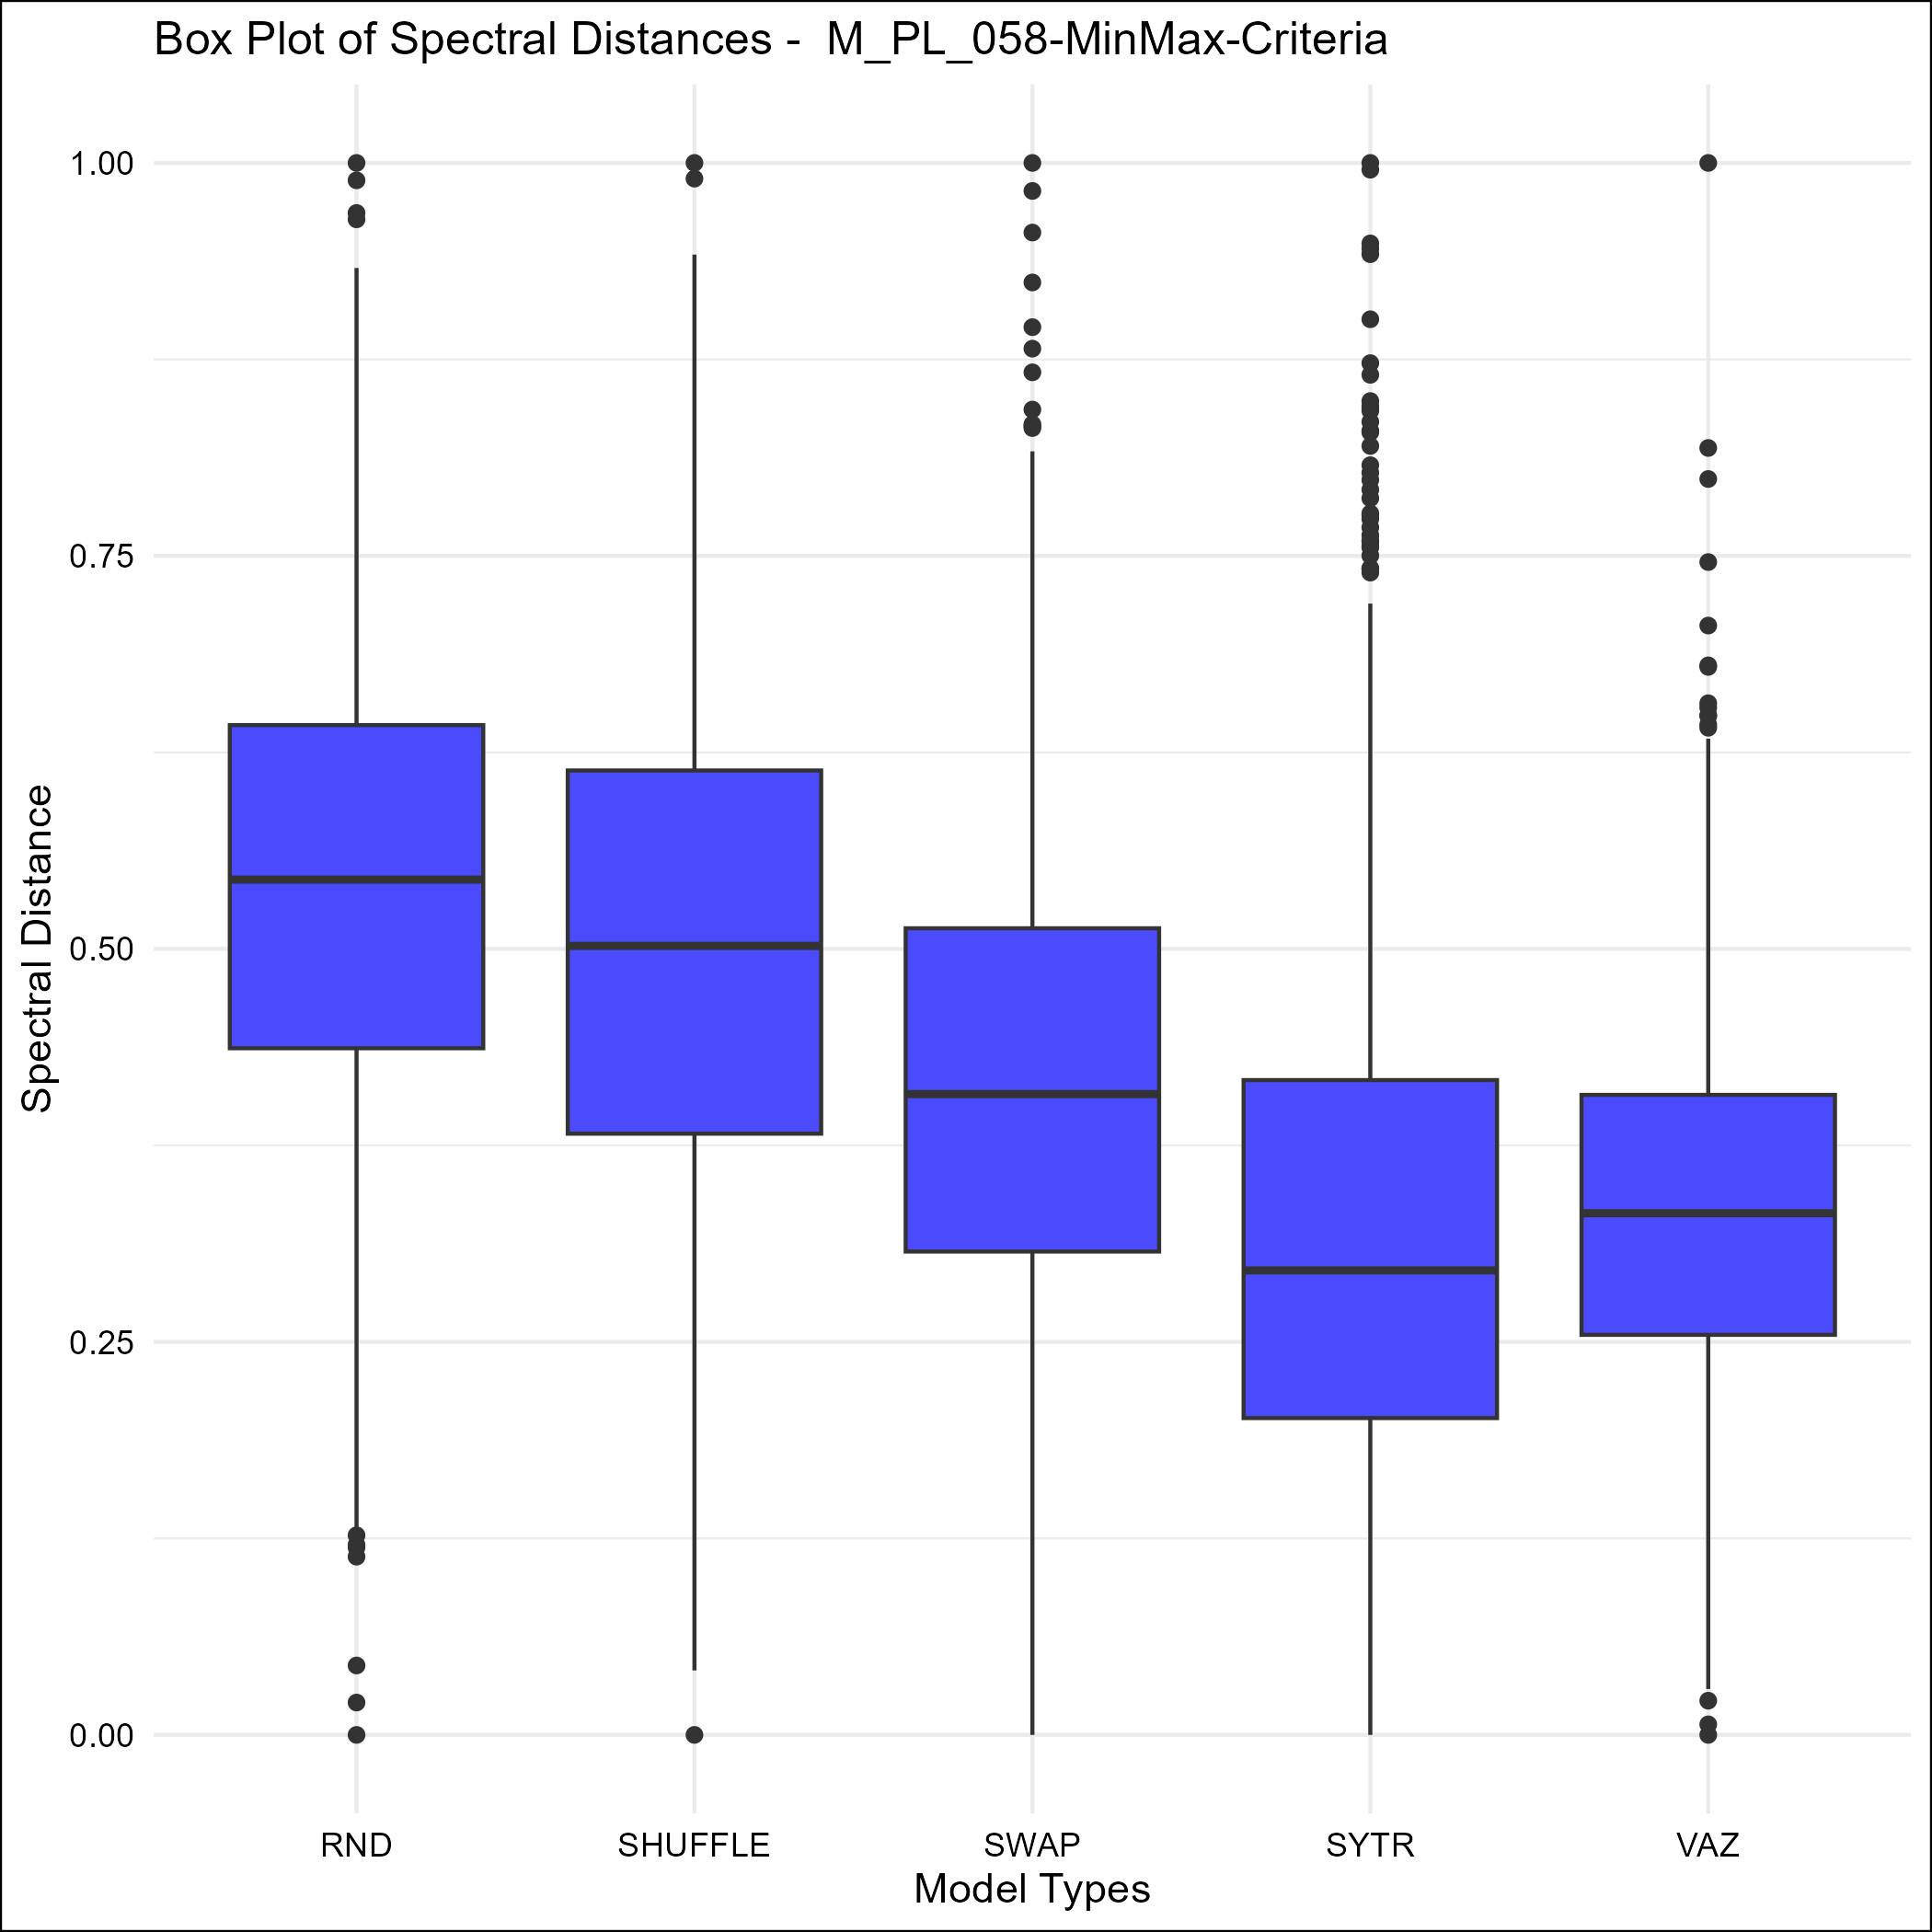 Box Plot of Spectral Distances -  M_PL_058-MinMax-Criteria
Spectral Distance
1.00
0.75
0.50
0.25
0.00
RND SHUFFLE SWAP SYTR VAZ
Model Types